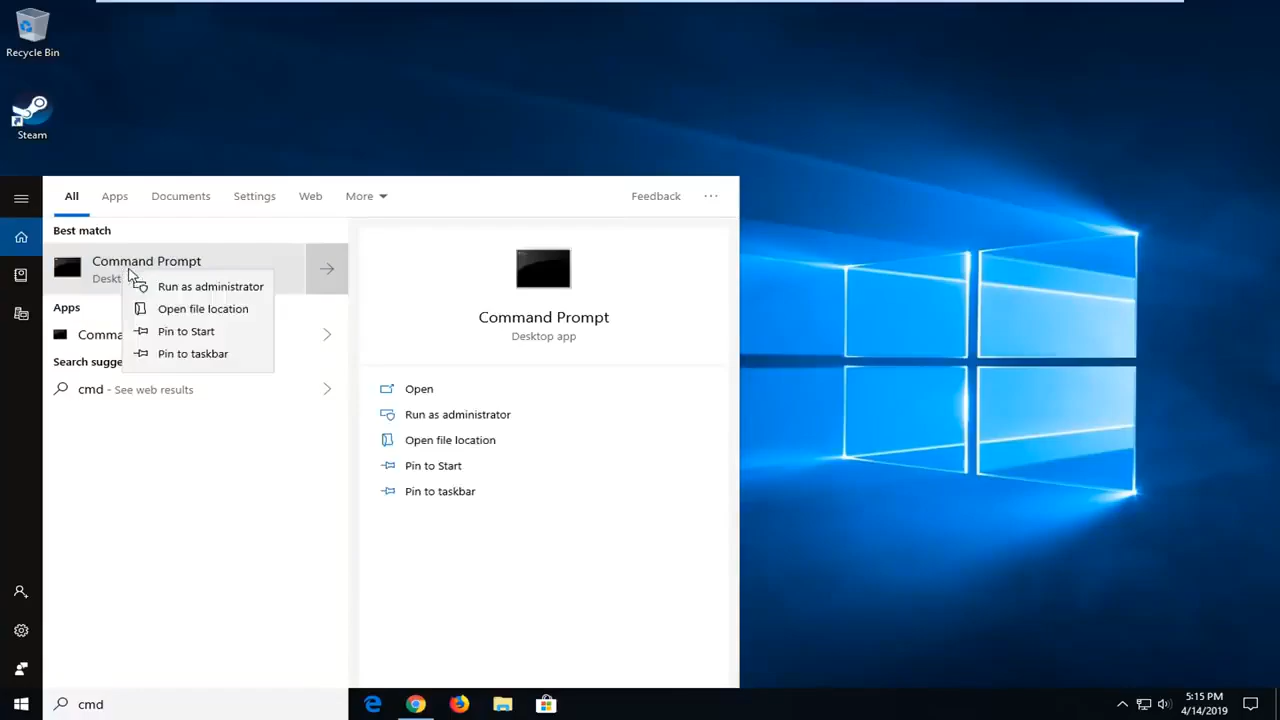 Recycle Bin
Steam
All Apps Documents Settings Web More Feedback ...
Best match
Command Prompt
Deskt
Run as administrator
Open file location
Pin to Start
Pin to taskbar
Apps
Comma
Search sugge
cmd - See web results
Command Prompt
Desktop app
Open
Run as administrator
Open file location
Pin to Start
Pin to taskbar
cmd
5:15 PM
4/14/2019